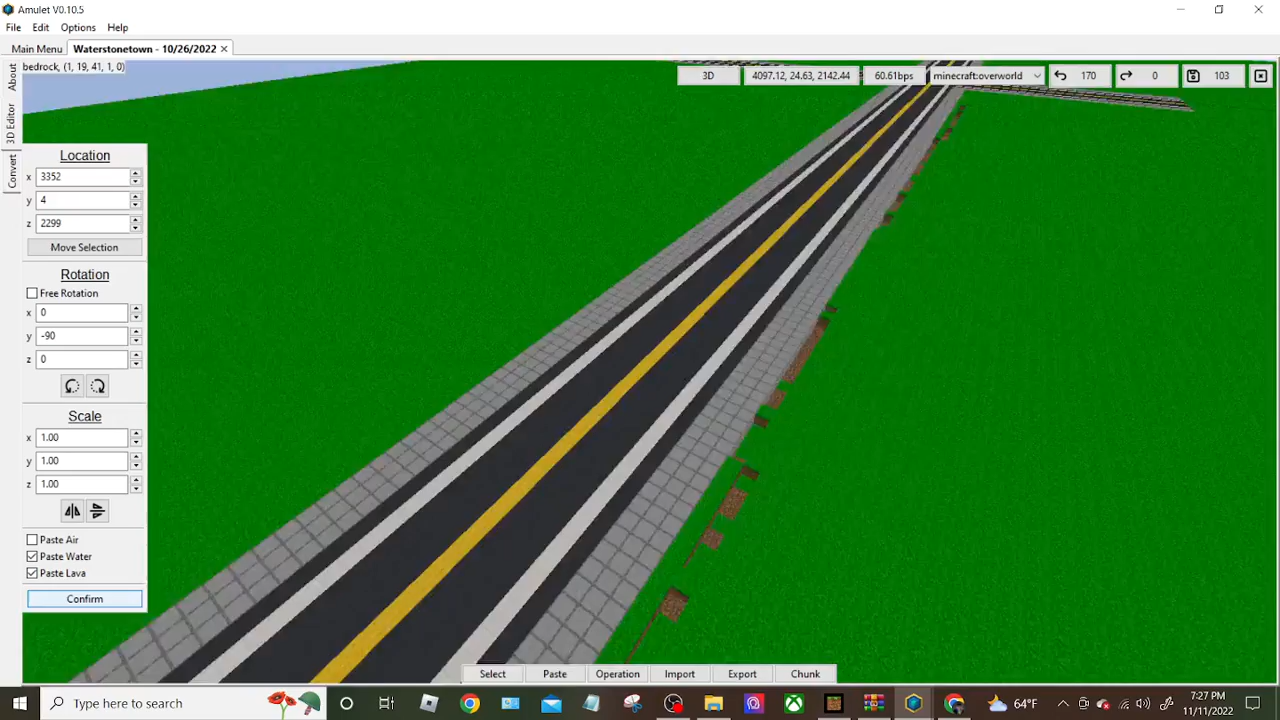 Amulet V0.10.5
File Edit Options Help
Main Menu Waterstonetown - 10/26/2022
bedrock, (1, 19, 41, 1, 0)
3D 4097.12, 24.63, 2142.44 60.61bps minecraft:overworld 170 0 103
About
3D Editor
Convert
Location
x 3352
y 4
z 2299
Move Selection
Rotation
Free Rotation
x 0
y -90
z 0
Scale
x 1.00
y 1.00
z 1.00
Paste Air
Paste Water
Paste Lava
Confirm
Select Paste Operation Import Export Chunk
Type here to search
64°F
7:27 PM
11/11/2022